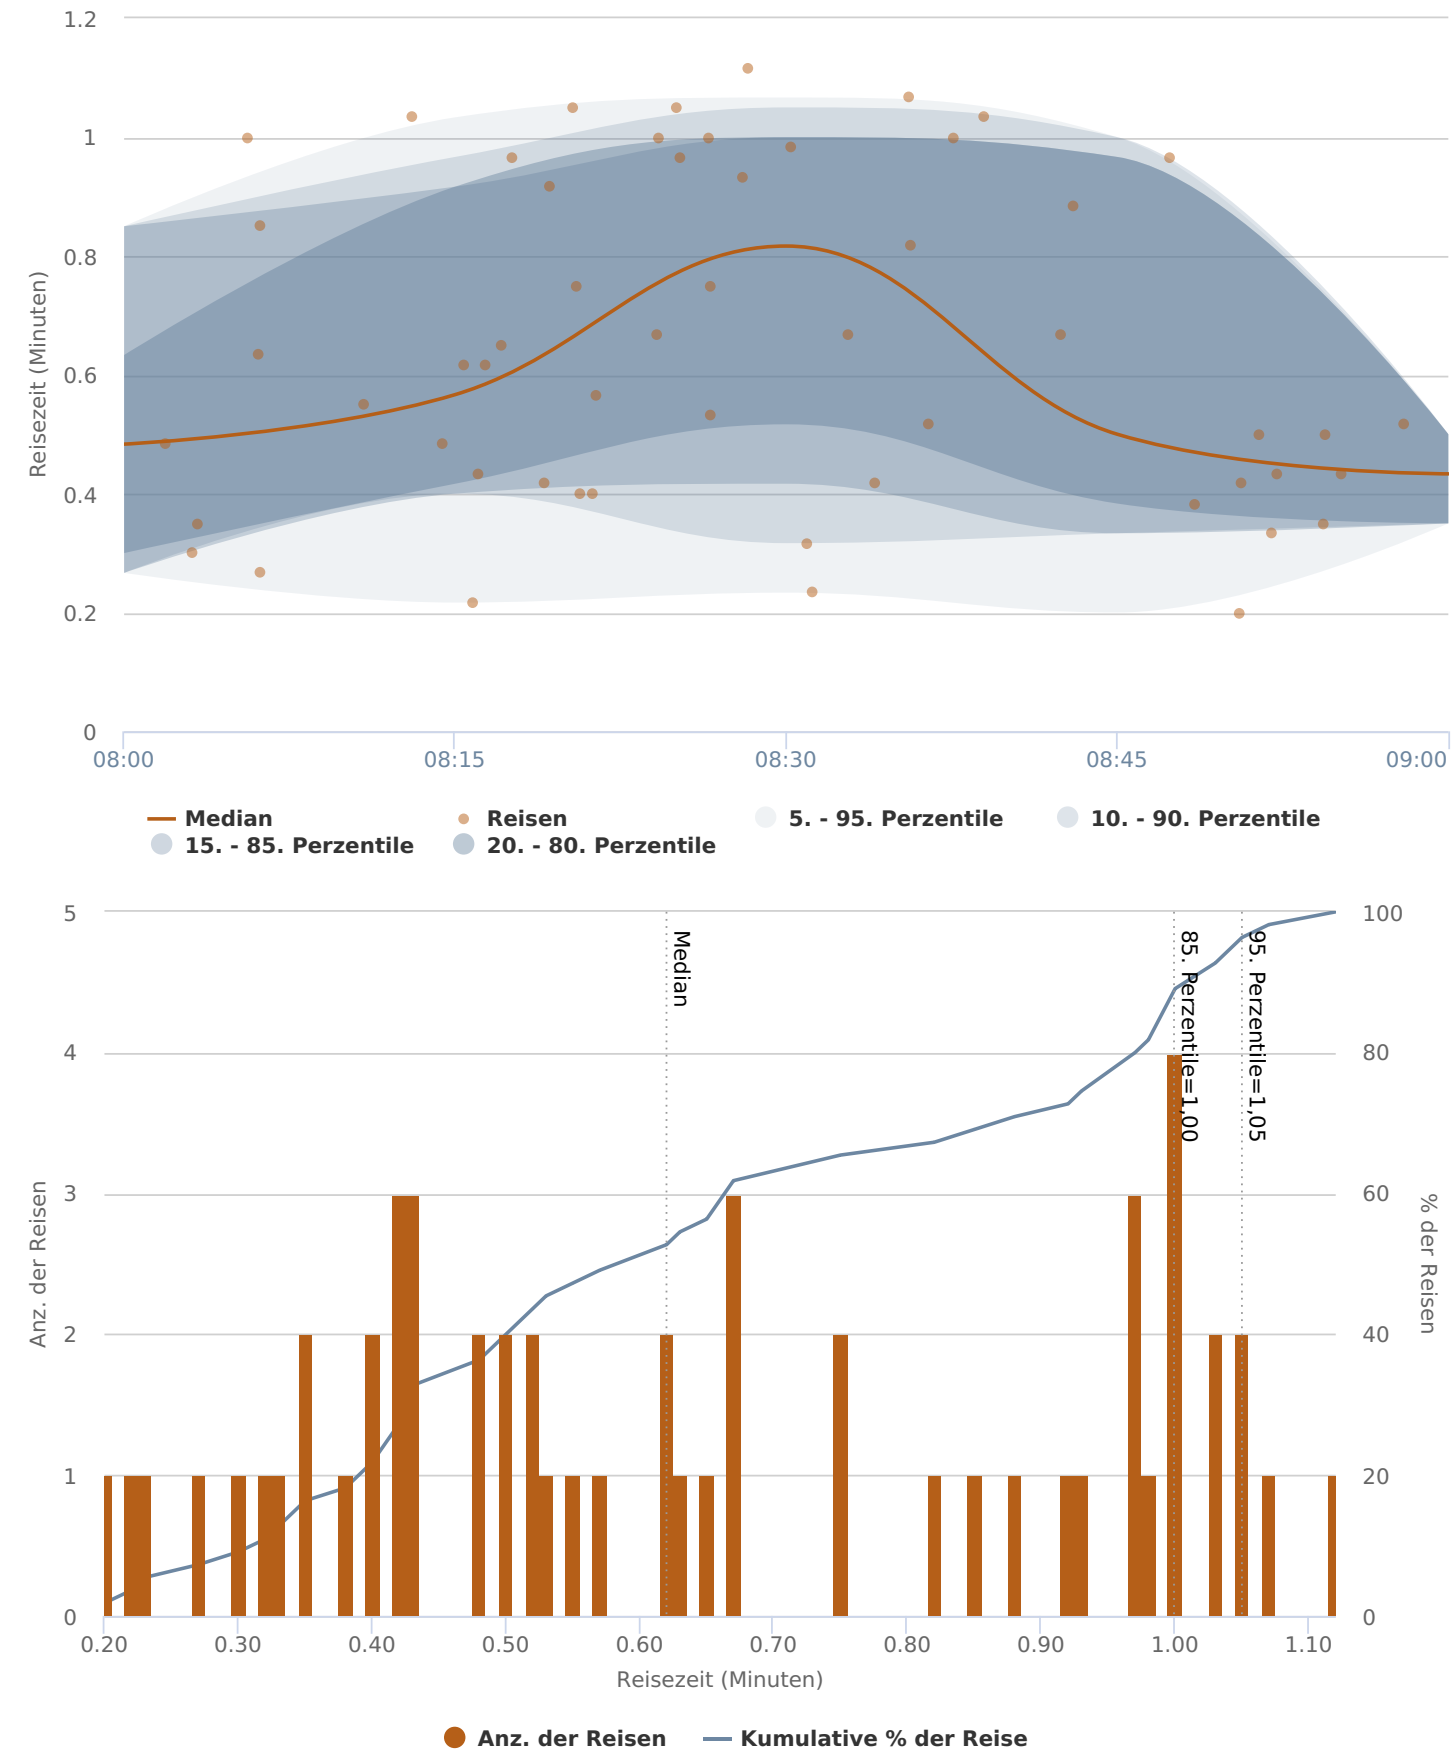 1.2
1
0.8
0.6
0.4
0.2
0
Reisezeit (Minuten)
08:00 08:15 08:30 08:45 09:00
Median Reisen 5. - 95. Perzentile 10. - 90. Perzentile
15. - 85. Perzentile 20. - 80. Perzentile
5
4
3
2
1
0
Anz. der Reisen
Median
85. Perzentile=1,00
95. Perzentile=1,05
100
80
60
40
20
0
% der Reisen
0.20 0.30 0.40 0.50 0.60 0.70 0.80 0.90 1.00 1.10
Reisezeit (Minuten)
Anz. der Reisen Kumulative % der Reise